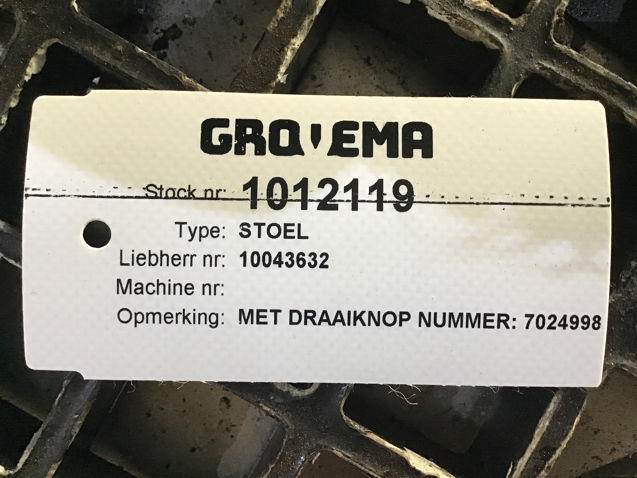 GROVEMA
Stock nr: 1012119
Type: STOEL
Liebherr nr: 10043632
Machine nr:
Opmerking: MET DRAAIKNOP NUMMER: 7024998